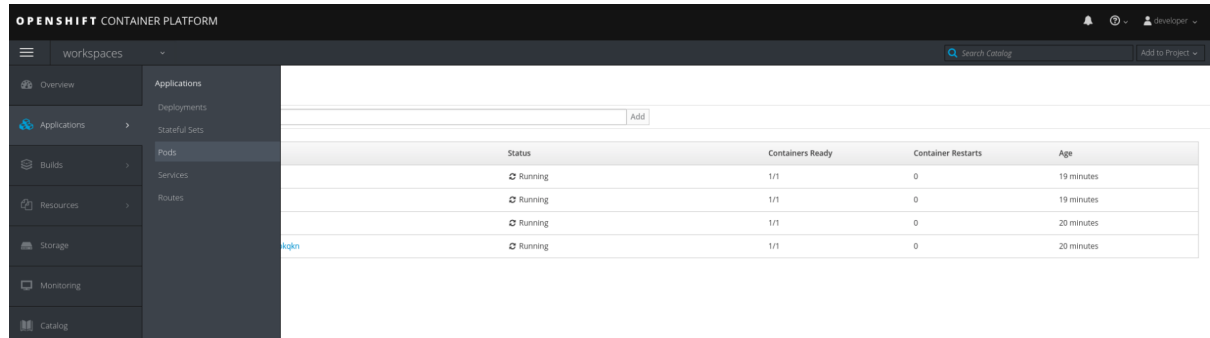 OPENSHIFT CONTAINER PLATFORM
developer
workspaces
Search Catalog
Add to Project
Overview
Applications
Builds
Resources
Storage
Monitoring
Catalog
Applications
Deployments
Stateful Sets
Pods
Services
Routes
Add
Status Containers Ready Container Restarts Age
Running 1/1 0 19 minutes
Running 1/1 0 19 minutes
Running 1/1 0 20 minutes
kqkn Running 1/1 0 20 minutes